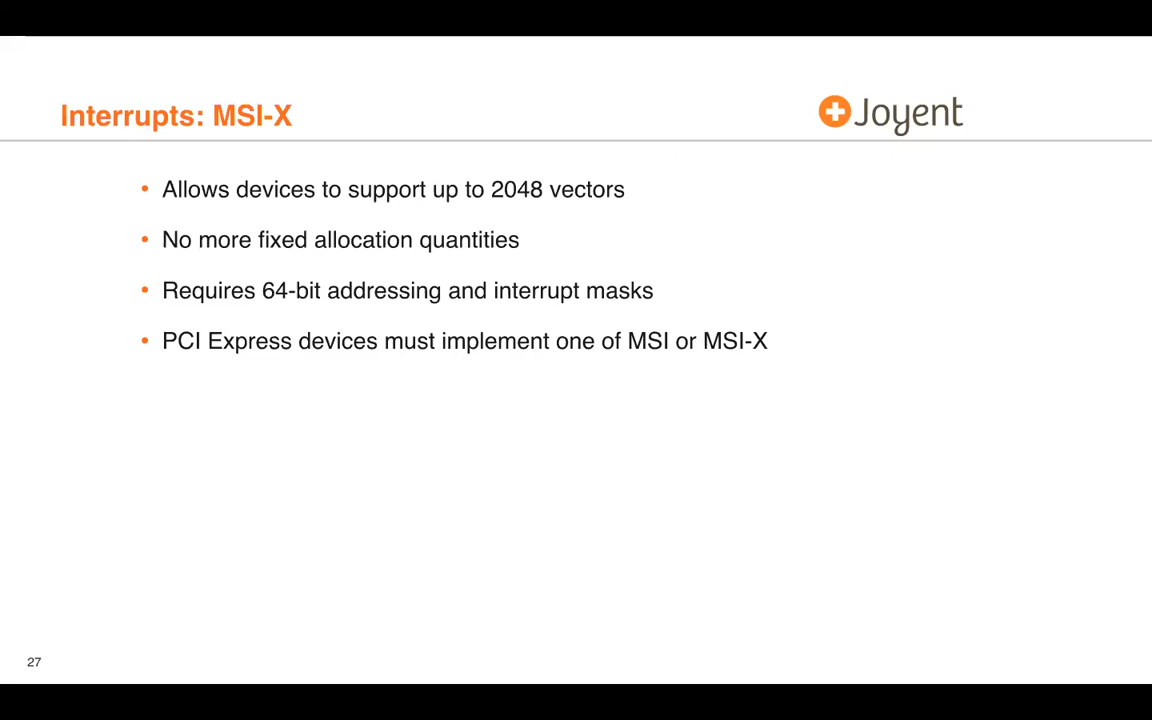 Interrupts: MSI-X
Joyent
• Allows devices to support up to 2048 vectors
• No more fixed allocation quantities
• Requires 64-bit addressing and interrupt masks
• PCI Express devices must implement one of MSI or MSI-X
27